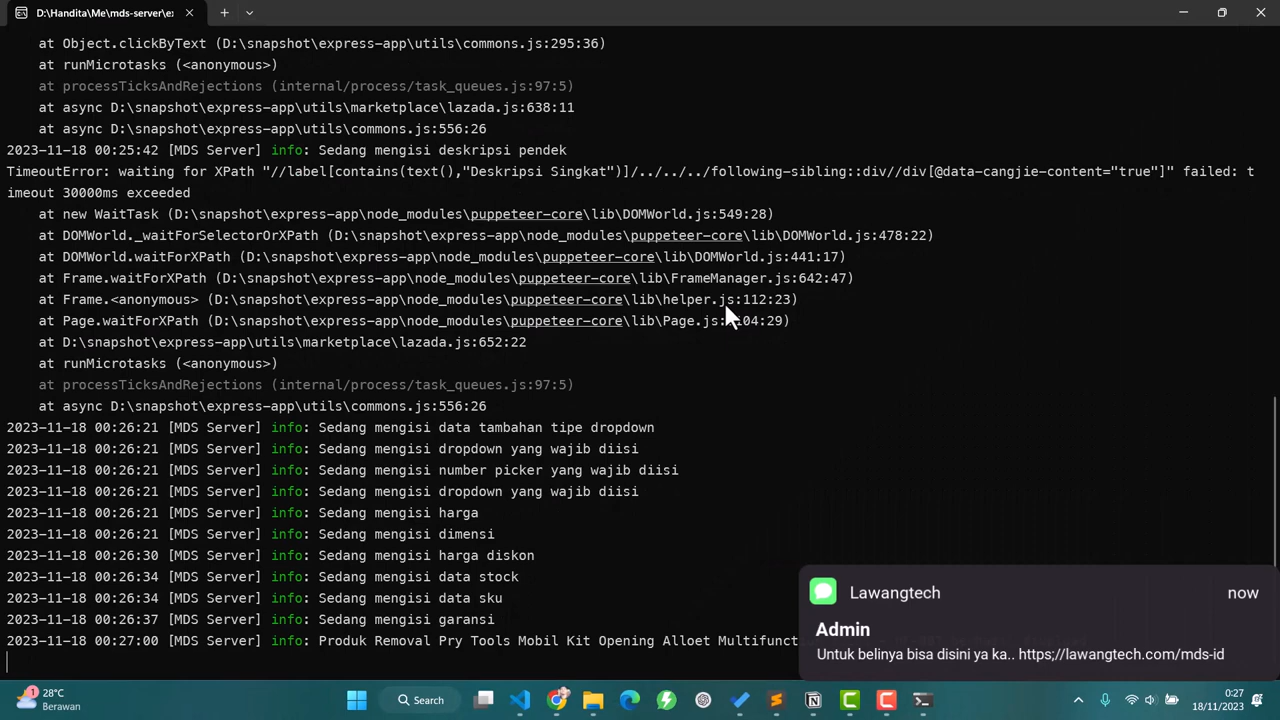 D:\Handita\Me\mds-server\e
at Object.clickByText (D:\snapshot\express-app\utils\commons.js:295:36)
at runMicrotasks (<anonymous>)
at processTicksAndRejections (internal/process/task_queues.js:97:5)
at async D:\snapshot\express-app\utils\marketplace\lazada.js:638:11
at async D:\snapshot\express-app\utils\commons.js:556:26
2023-11-18 00:25:42 [MDS Server] info: Sedang mengisi deskripsi pendek
TimeoutError: waiting for XPath "//label[contains(text(),"Deskripsi Singkat")]/../../../following-sibling::div//div[@data-cangjie-content="true"]" failed: t
imeout 30000ms exceeded
at new WaitTask (D:\snapshot\express-app\node_modules\puppeteer-core\lib\DOMWorld.js:549:28)
at DOMWorld._waitForSelectorOrXPath (D:\snapshot\express-app\node_modules\puppeteer-core\lib\DOMWorld.js:478:22)
at DOMWorld.waitForXPath (D:\snapshot\express-app\node_modules\puppeteer-core\lib\DOMWorld.js:441:17)
at Frame.waitForXPath (D:\snapshot\express-app\node_modules\puppeteer-core\lib\FrameManager.js:642:47)
at Frame.<anonymous> (D:\snapshot\express-app\node_modules\puppeteer-core\lib\helper.js:112:23)
at Page.waitForXPath (D:\snapshot\express-app\node_modules\puppeteer-core\lib\Page.js: 04:29)
at D:\snapshot\express-app\utils\marketplace\lazada.js:652:22
at runMicrotasks (<anonymous>)
at processTicksAndRejections (internal/process/task_queues.js:97:5)
at async D:\snapshot\express-app\utils\commons.js:556:26
2023-11-18 00:26:21 [MDS Server] info: Sedang mengisi data tambahan tipe dropdown
2023-11-18 00:26:21 [MDS Server] info: Sedang mengisi dropdown yang wajib diisi
2023-11-18 00:26:21 [MDS Server] info: Sedang mengisi number picker yang wajib diisi
2023-11-18 00:26:21 [MDS Server] info: Sedang mengisi dropdown yang wajib diisi
2023-11-18 00:26:21 [MDS Server] info: Sedang mengisi harga
2023-11-18 00:26:21 [MDS Server] info: Sedang mengisi dimensi
2023-11-18 00:26:30 [MDS Server] info: Sedang mengisi harga diskon
2023-11-18 00:26:34 [MDS Server] info: Sedang mengisi data stock
2023-11-18 00:26:34 [MDS Server] info: Sedang mengisi data sku
2023-11-18 00:26:37 [MDS Server] info: Sedang mengisi garansi
2023-11-18 00:27:00 [MDS Server] info: Produk Removal Pry Tools Mobil Kit Opening Alloet Multifuncti
Lawangtech now
Admin
Untuk belinya bisa disini ya ka.. https;//lawangtech.com/mds-id
1
28°C
Berawan
Search
0:27
18/11/2023